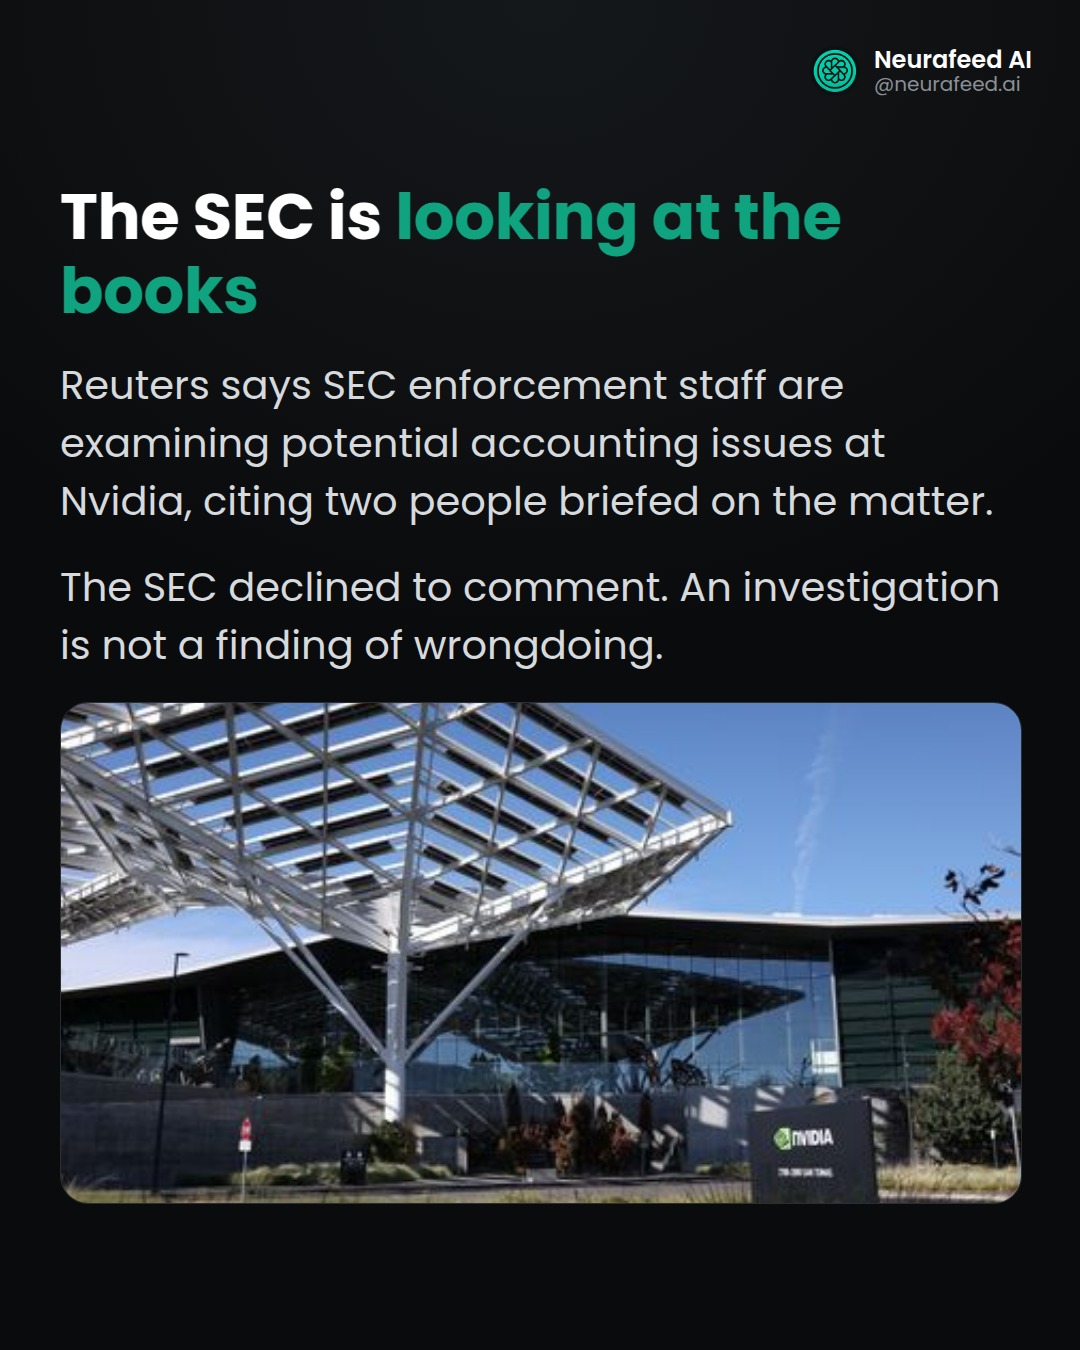 Neurafeed AI
@neurafeed.ai
The SEC is looking at the
books
Reuters says SEC enforcement staff are
examining potential accounting issues at
Nvidia, citing two people briefed on the matter.
The SEC declined to comment. An investigation
is not a finding of wrongdoing.
NVIDIA